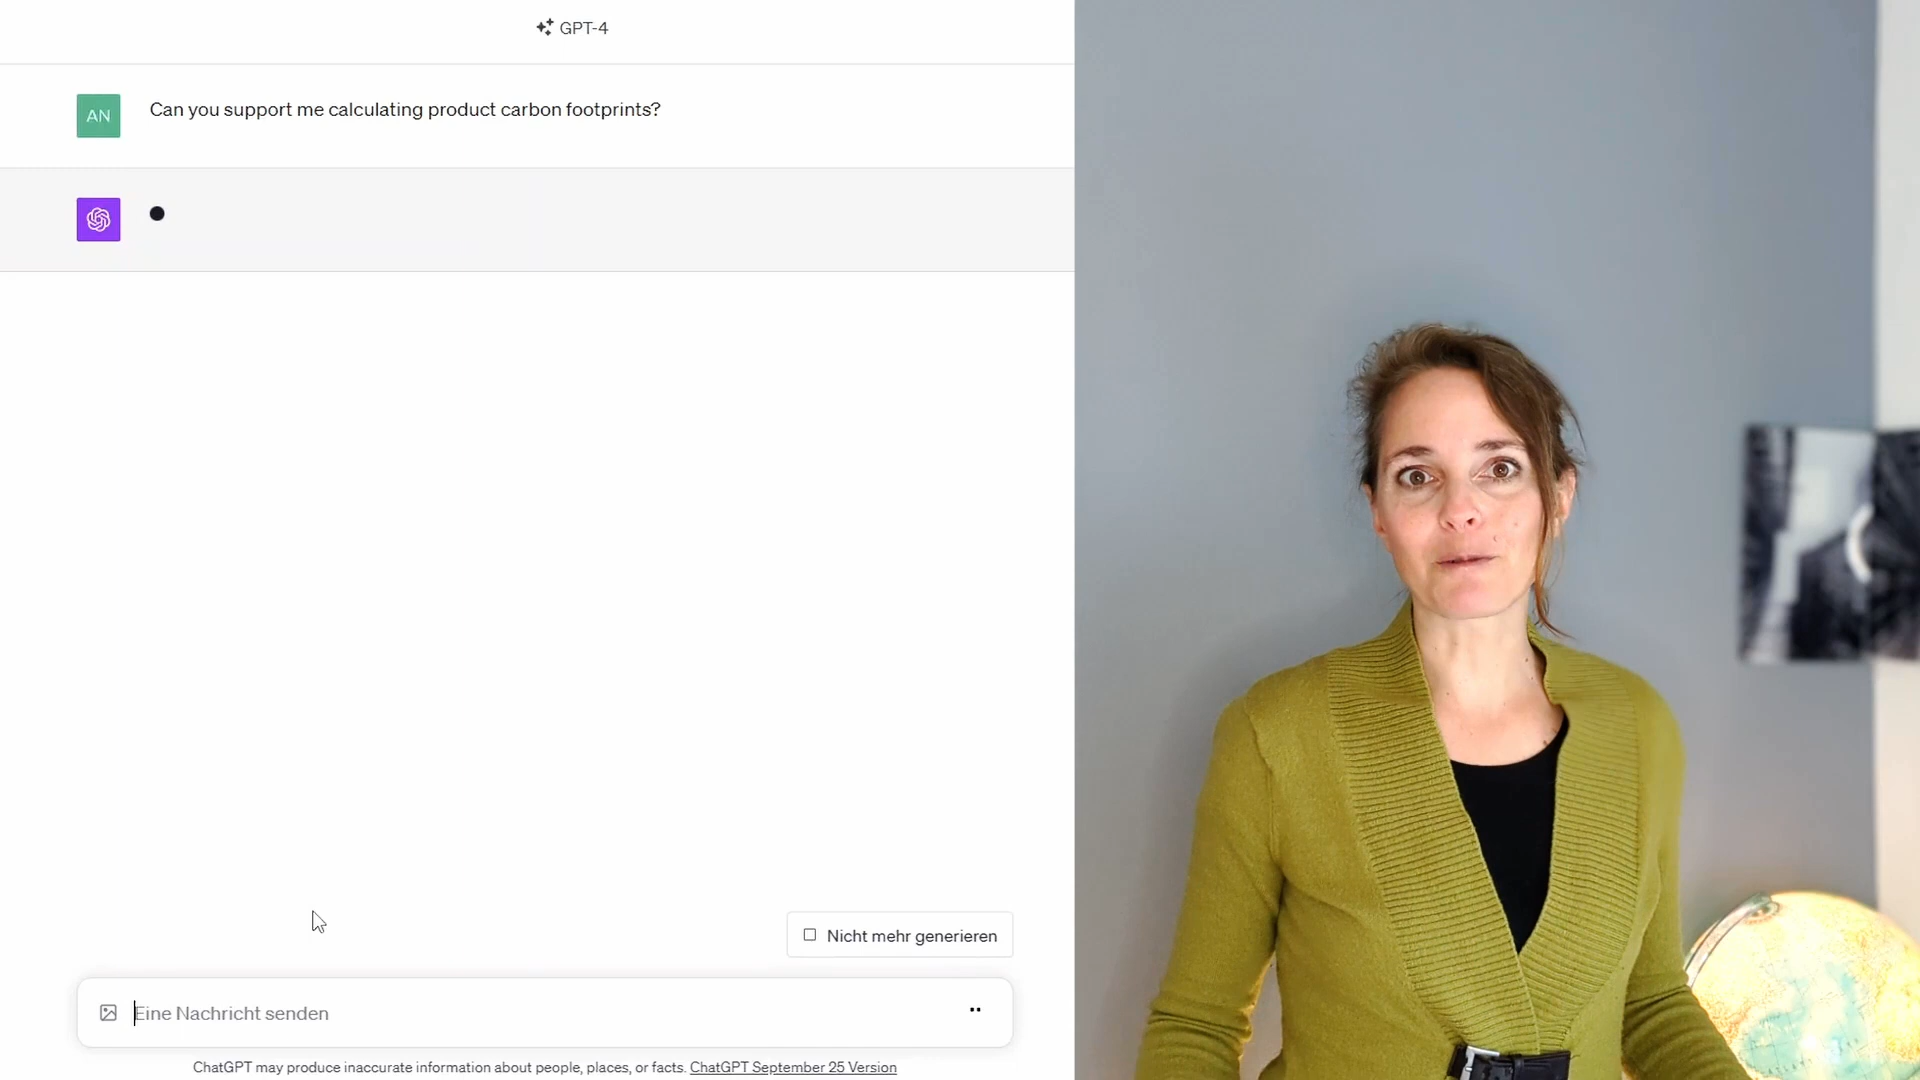 GPT-4
AN
Can you support me calculating product carbon footprints?
Nicht mehr generieren
Eine Nachricht senden
ChatGPT may produce inaccurate information about people, places, or facts. ChatGPT September 25 Version